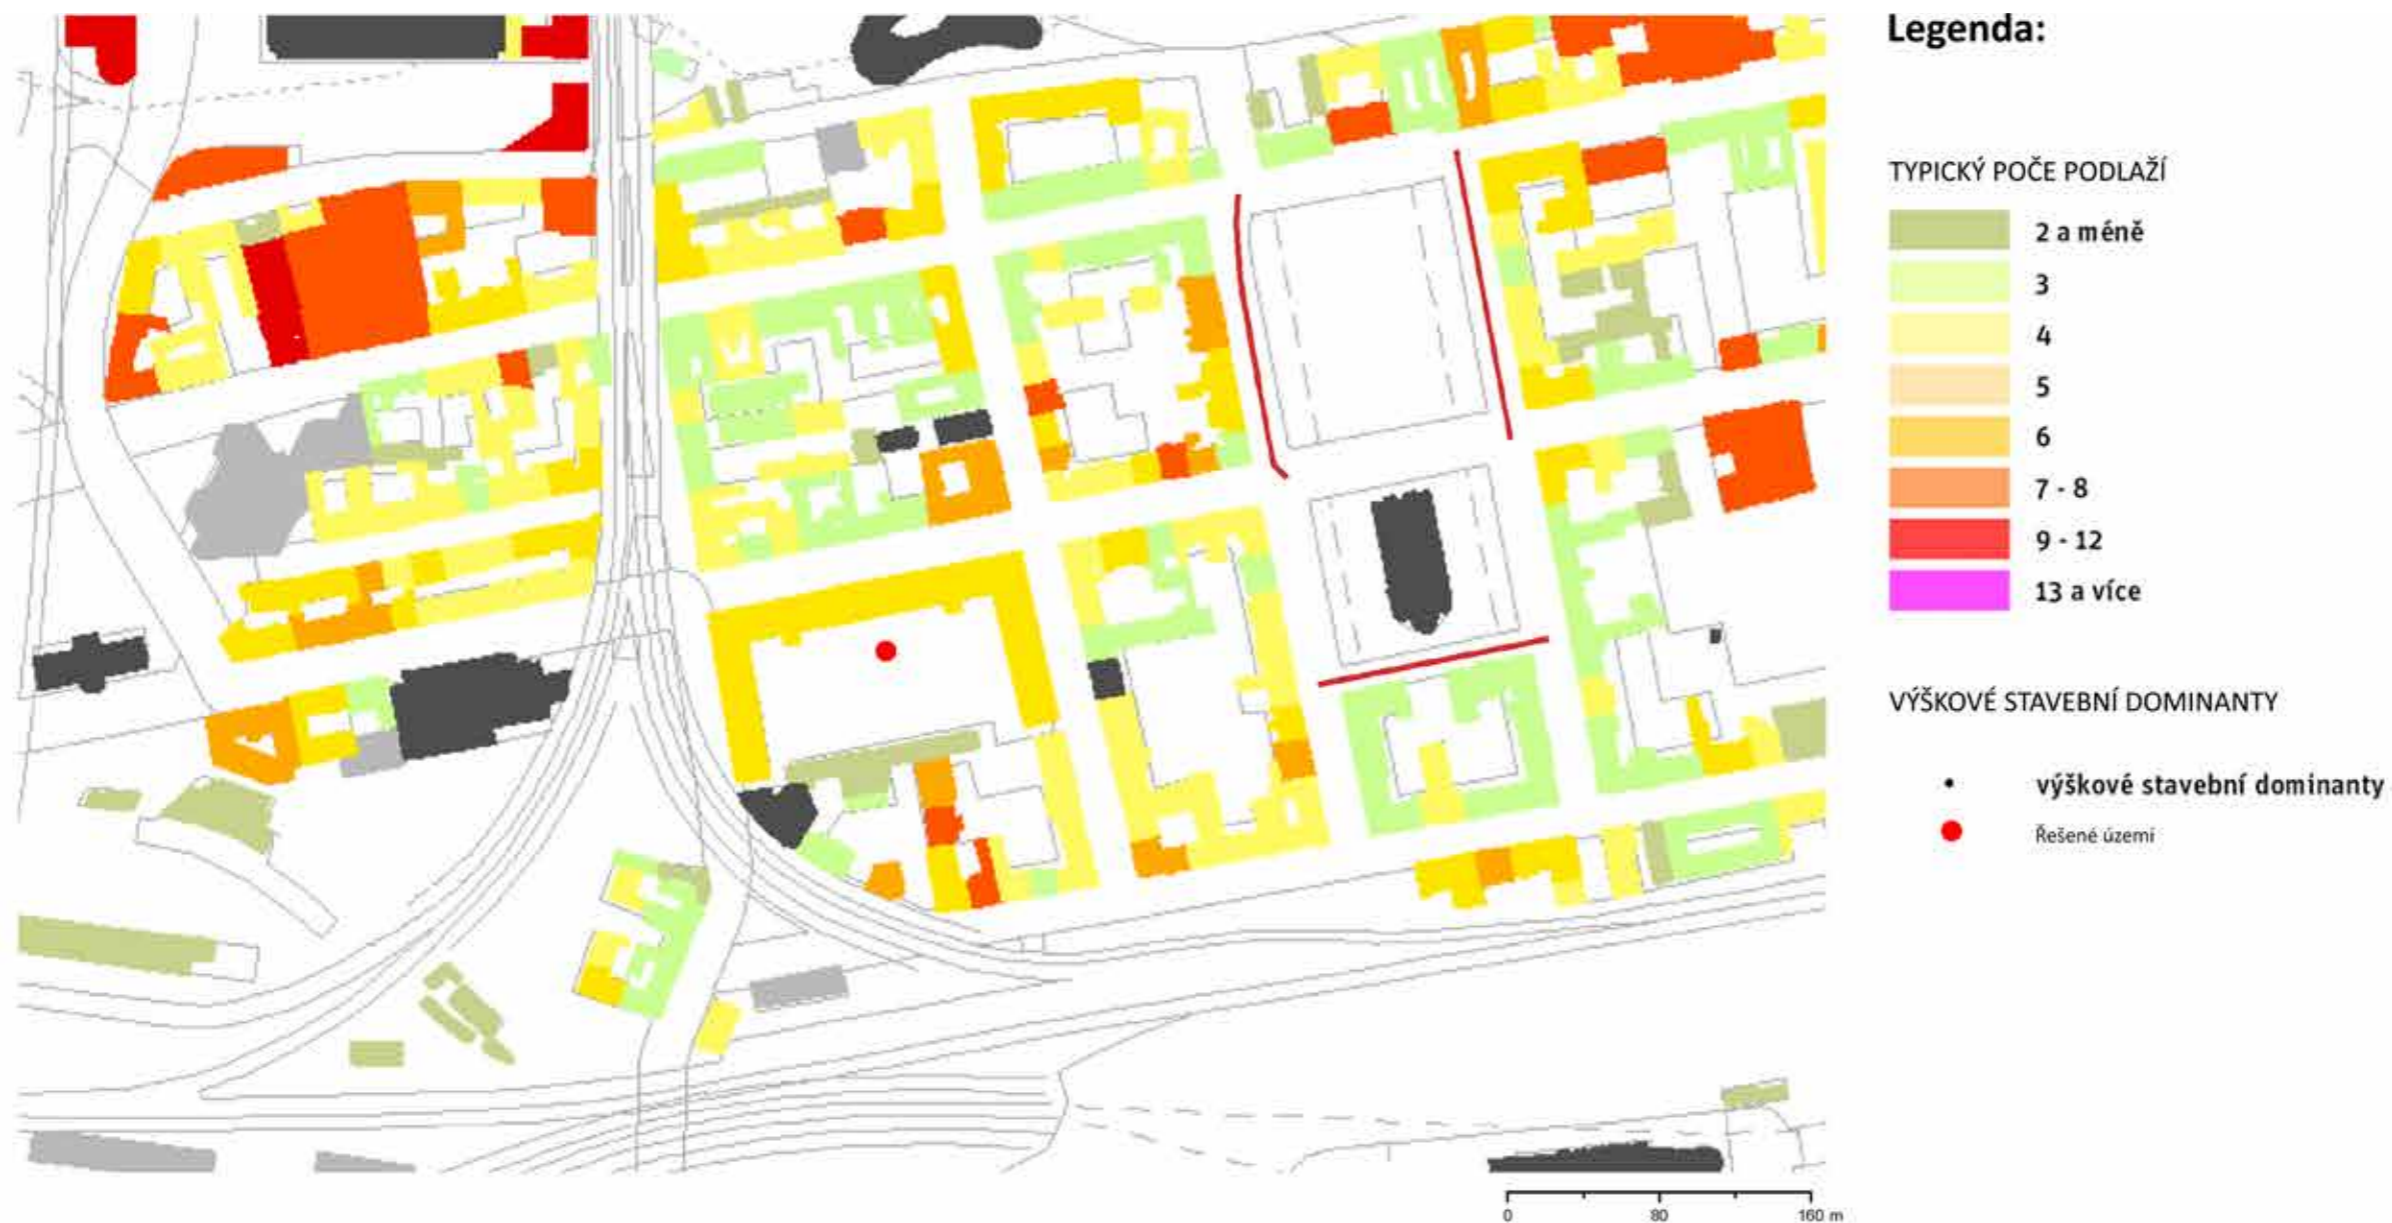 Legenda:
TYPICKÝ POČE PODLAŽÍ
2 a méně
3
4
5
6
7 - 8
9 - 12
13 a více
VÝŠKOVÉ STAVEBNÍ DOMINANTY
výškové stavební dominanty
Řešené území
0 80 160 m